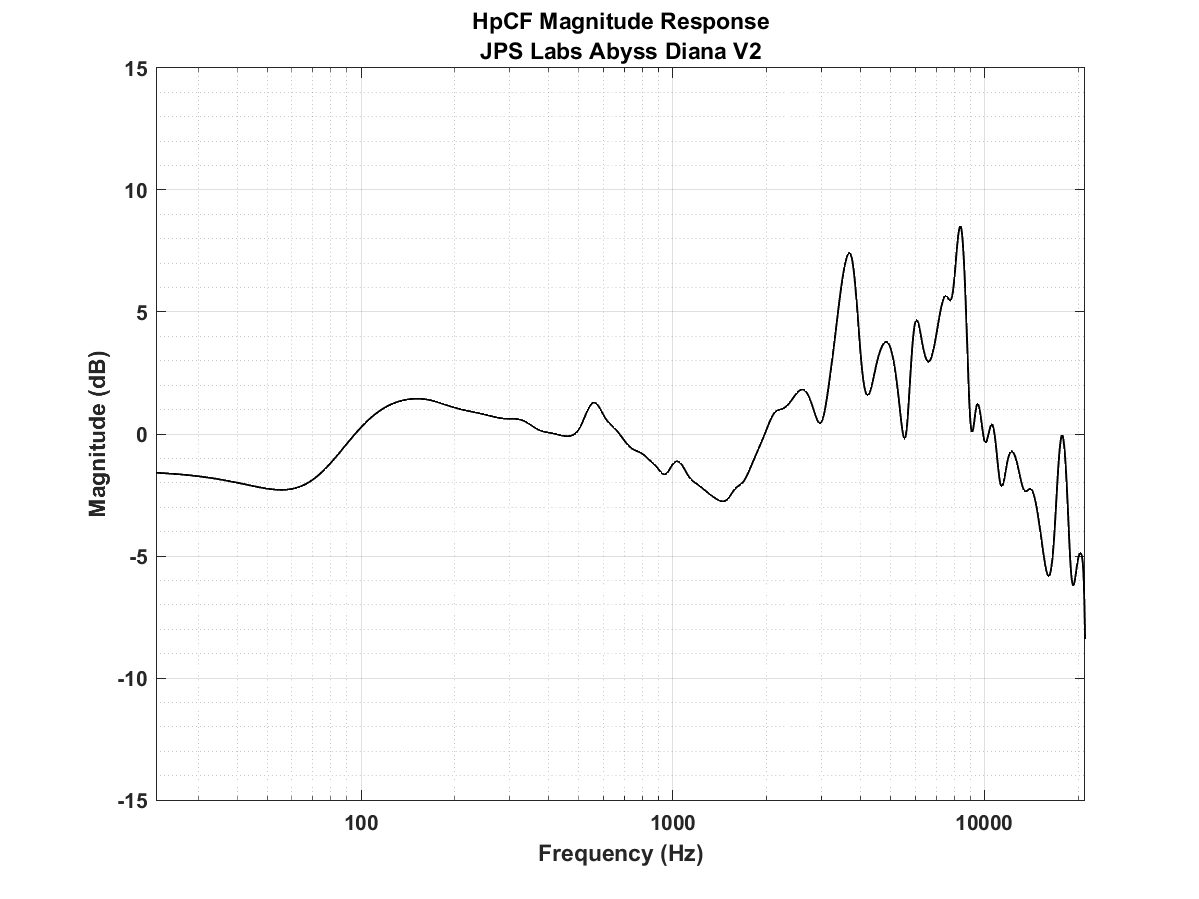 HpCF Magnitude Response
JPS Labs Abyss Diana V2
15
10
5
0
-5
-10
-15
Magnitude (dB)
100
1000
10000
Frequency (Hz)